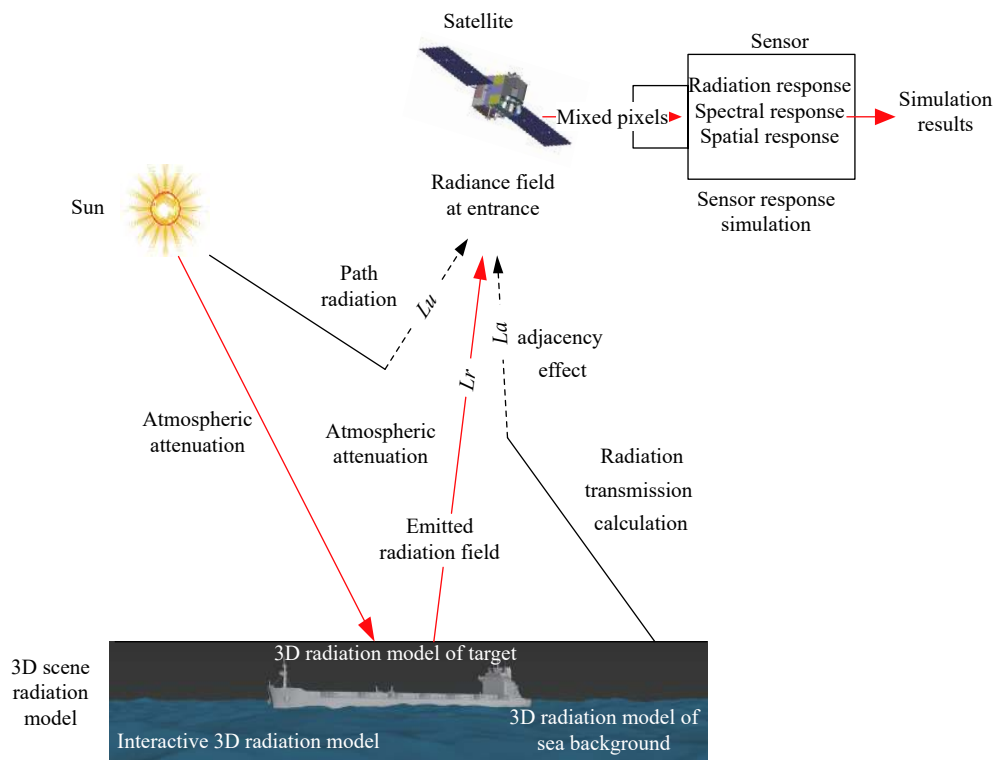 Satellite
Sensor
Radiation response
Spectral response
Spatial response
Mixed pixels
Simulation
results
Sensor response
simulation
Radiance field
at entrance
Sun
Path
radiation
Lu
La
adjacency
effect
Lr
Atmospheric
attenuation
Atmospheric
attenuation
Radiation
transmission
calculation
Emitted
radiation field
3D scene
radiation
model
3D radiation model of target
3D radiation model of
sea background
Interactive 3D radiation model